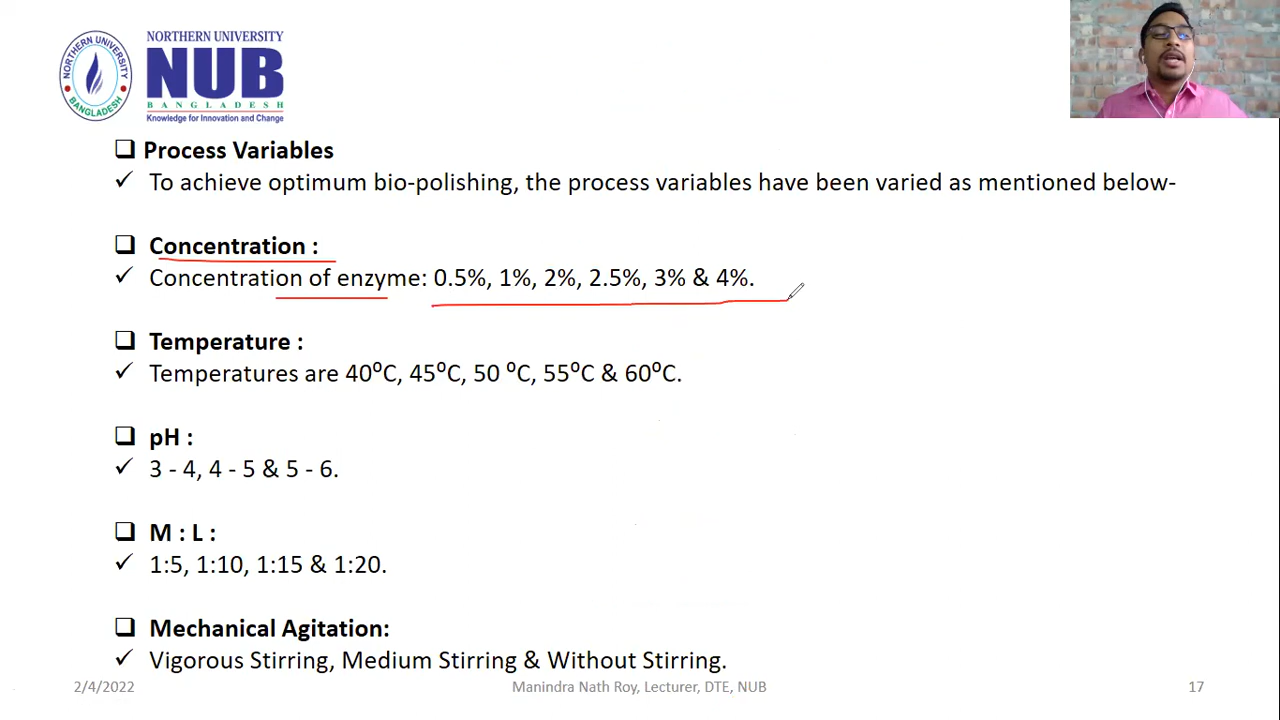 NORTHERN UNIVERSITY
NUB
BANGLADESH
Knowledge for Innovation and Change
NORTHERN UNIVERSITY
BANGLADESH
❑ Process Variables
✓ To achieve optimum bio-polishing, the process variables have been varied as mentioned below-
❑ Concentration :
✓ Concentration of enzyme: 0.5%, 1%, 2%, 2.5%, 3% & 4%.
❑ Temperature :
✓ Temperatures are 40⁰C, 45⁰C, 50 ⁰C, 55⁰C & 60⁰C.
❑ pH :
✓ 3 - 4, 4 - 5 & 5 - 6.
❑ M : L :
✓ 1:5, 1:10, 1:15 & 1:20.
❑ Mechanical Agitation:
✓ Vigorous Stirring, Medium Stirring & Without Stirring.
2/4/2022 Manindra Nath Roy, Lecturer, DTE, NUB 17